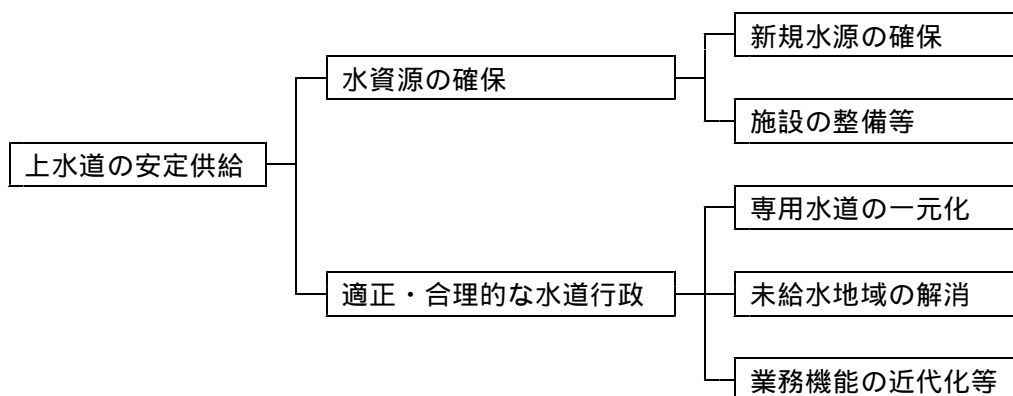 上水道の安定供給
水資源の確保
新規水源の確保
施設の整備等
適正・合理的な水道行政
専用水道の一元化
未給水地域の解消
業務機能の近代化等